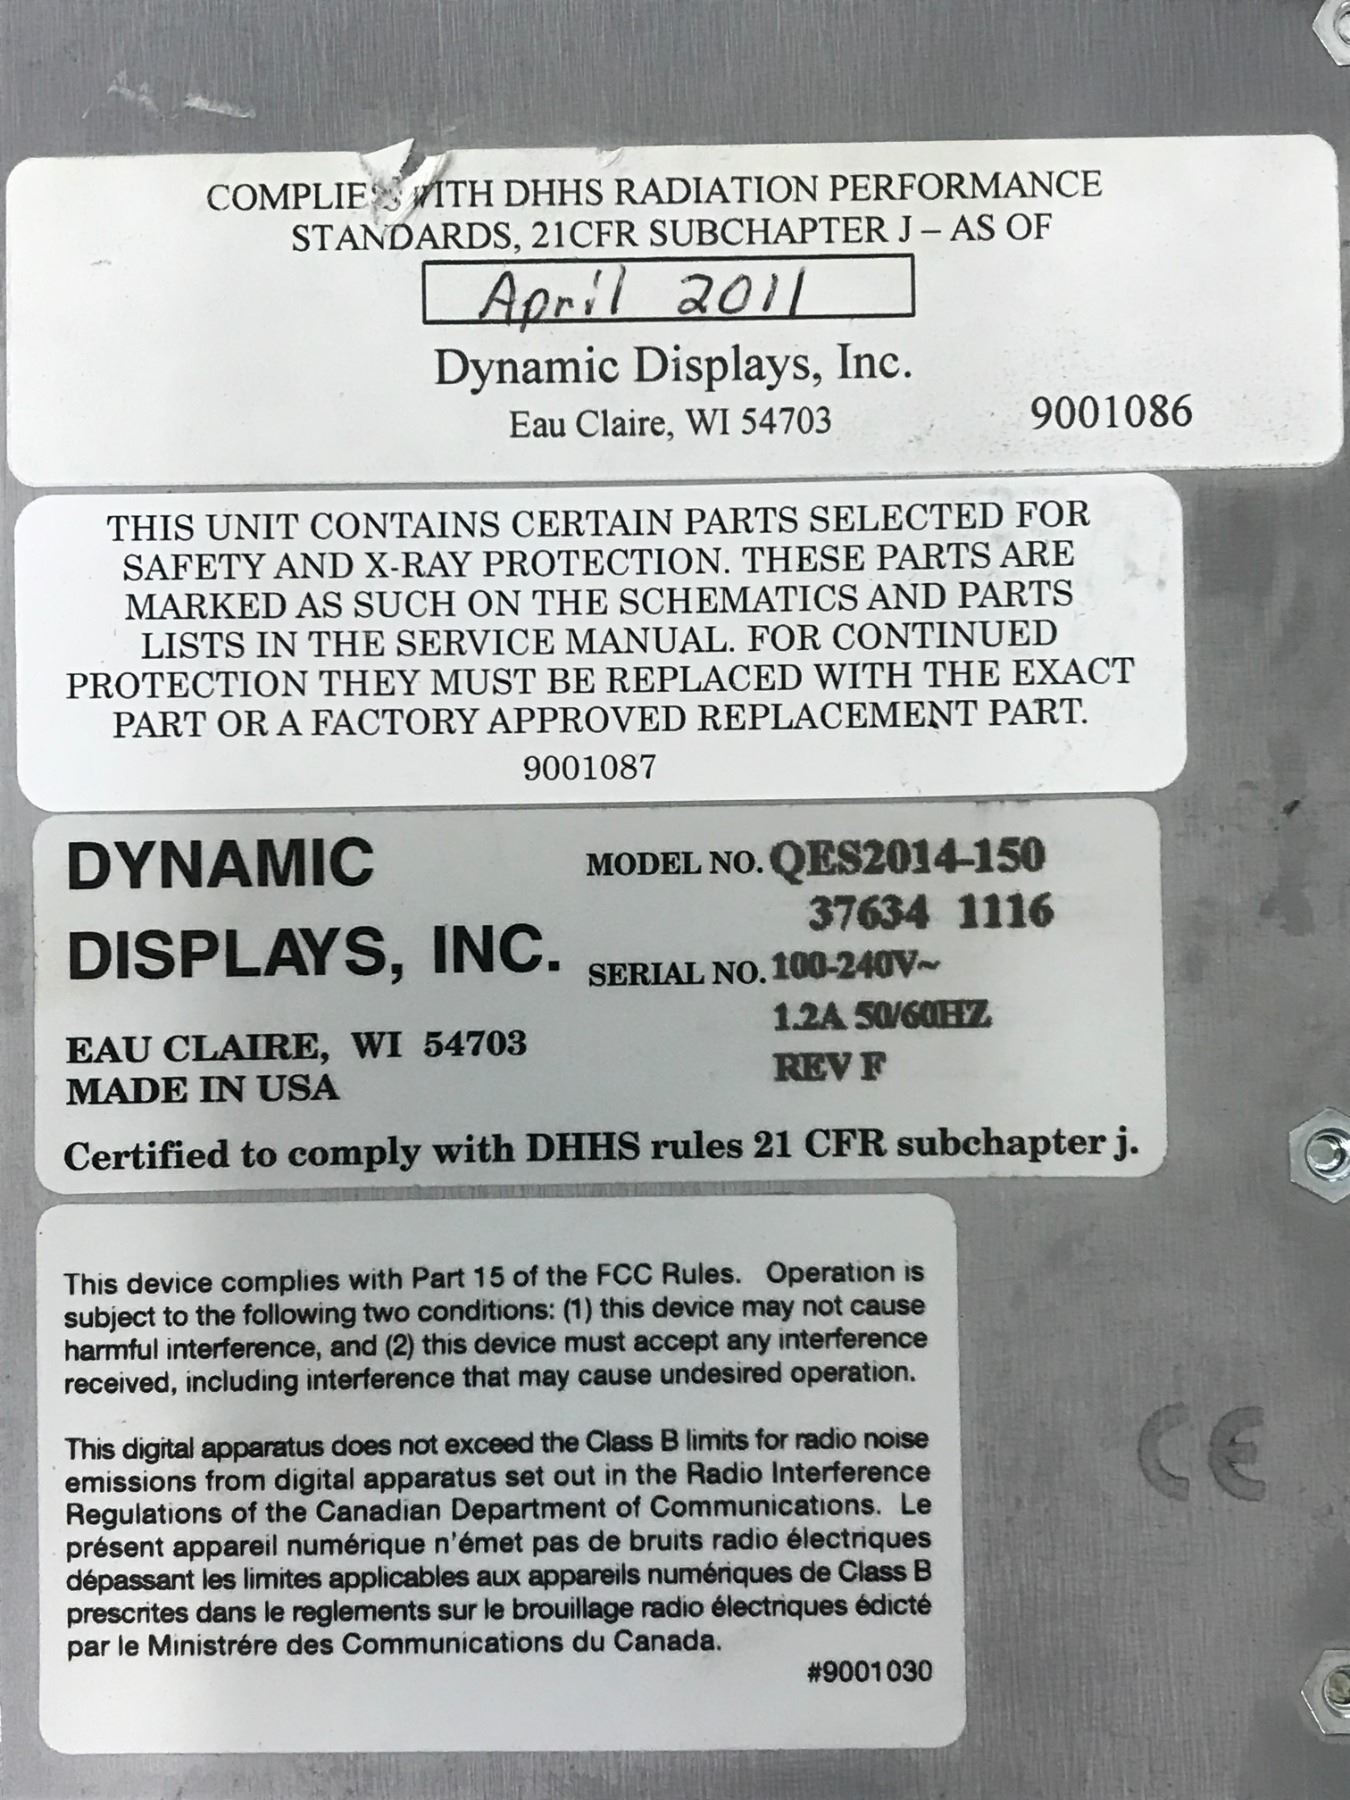 COMPLIES WITH DHHS RADIATION PERFORMANCE
STANDARDS, 21CFR SUBCHAPTER J – AS OF
April 2011
Dynamic Displays, Inc.
Eau Claire, WI 54703
9001086
THIS UNIT CONTAINS CERTAIN PARTS SELECTED FOR
SAFETY AND X-RAY PROTECTION. THESE PARTS ARE
MARKED AS SUCH ON THE SCHEMATICS AND PARTS
LISTS IN THE SERVICE MANUAL. FOR CONTINUED
PROTECTION THEY MUST BE REPLACED WITH THE EXACT
PART OR A FACTORY APPROVED REPLACEMENT PART.
9001087
DYNAMIC
DISPLAYS, INC.
EAU CLAIRE, WI 54703
MADE IN USA
MODEL NO. QES2014-150
37634 1116
SERIAL NO. 100-240V~
1.2A 50/60HZ
REV F
Certified to comply with DHHS rules 21 CFR subchapter j.
This device complies with Part 15 of the FCC Rules. Operation is
subject to the following two conditions: (1) this device may not cause
harmful interference, and (2) this device must accept any interference
received, including interference that may cause undesired operation.
This digital apparatus does not exceed the Class B limits for radio noise
emissions from digital apparatus set out in the Radio Interference
Regulations of the Canadian Department of Communications. Le
présent appareil numérique n'émet pas de bruits radio électriques
dépassant les limites applicables aux appareils numériques de Class B
prescrites dans le reglements sur le brouillage radio électriques édicté
par le Ministrére des Communications du Canada.
#9001030
CE